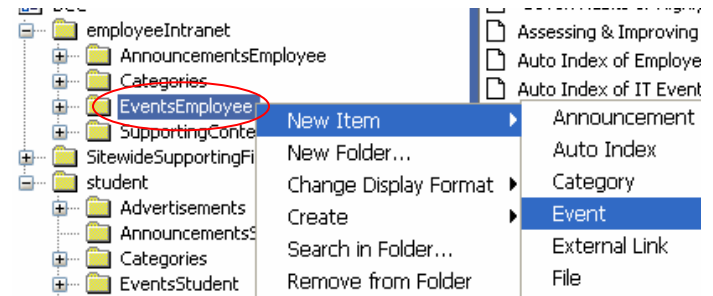 employeeIntranet
AnnouncementsEmployee
Categories
EventsEmployee
SupportingConte
SitewideSupportingFi
student
Advertisements
AnnouncementsS
Categories
EventsStudent
New Item
New Folder...
Change Display Format
Create
Search in Folder...
Remove from Folder
Assessing & Improving
Auto Index of Employe
Auto Index of IT Event
Announcement
Auto Index
Category
Event
External Link
File